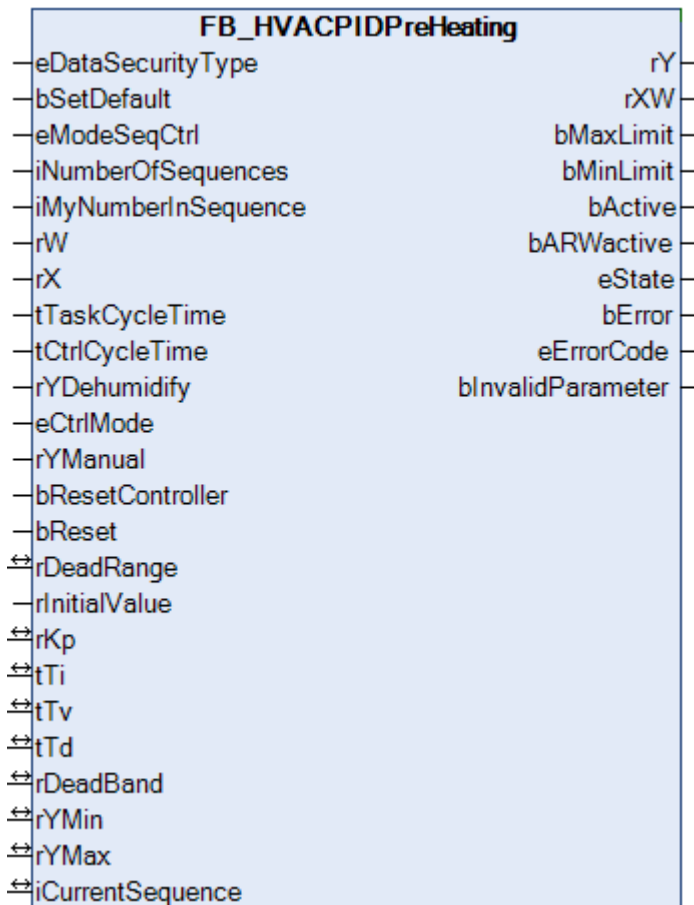 FB_HVACPIDPreHeating
eDataSecurityType rY
bSetDefault rXW
eModeSeqCtrl bMaxLimit
iNumberOfSequences bMinLimit
iMyNumberInSequence bActive
rW bARWactive
rX eState
tTaskCycleTime bError
tCtrlCycleTime eErrorCode
rYDehumidify bInvalidParameter
eCtrlMode
rYManual
bResetController
bReset
rDeadRange
rInitialValue
rKp
tTi
tTv
tTd
rDeadBand
rYMin
rYMax
iCurrentSequence